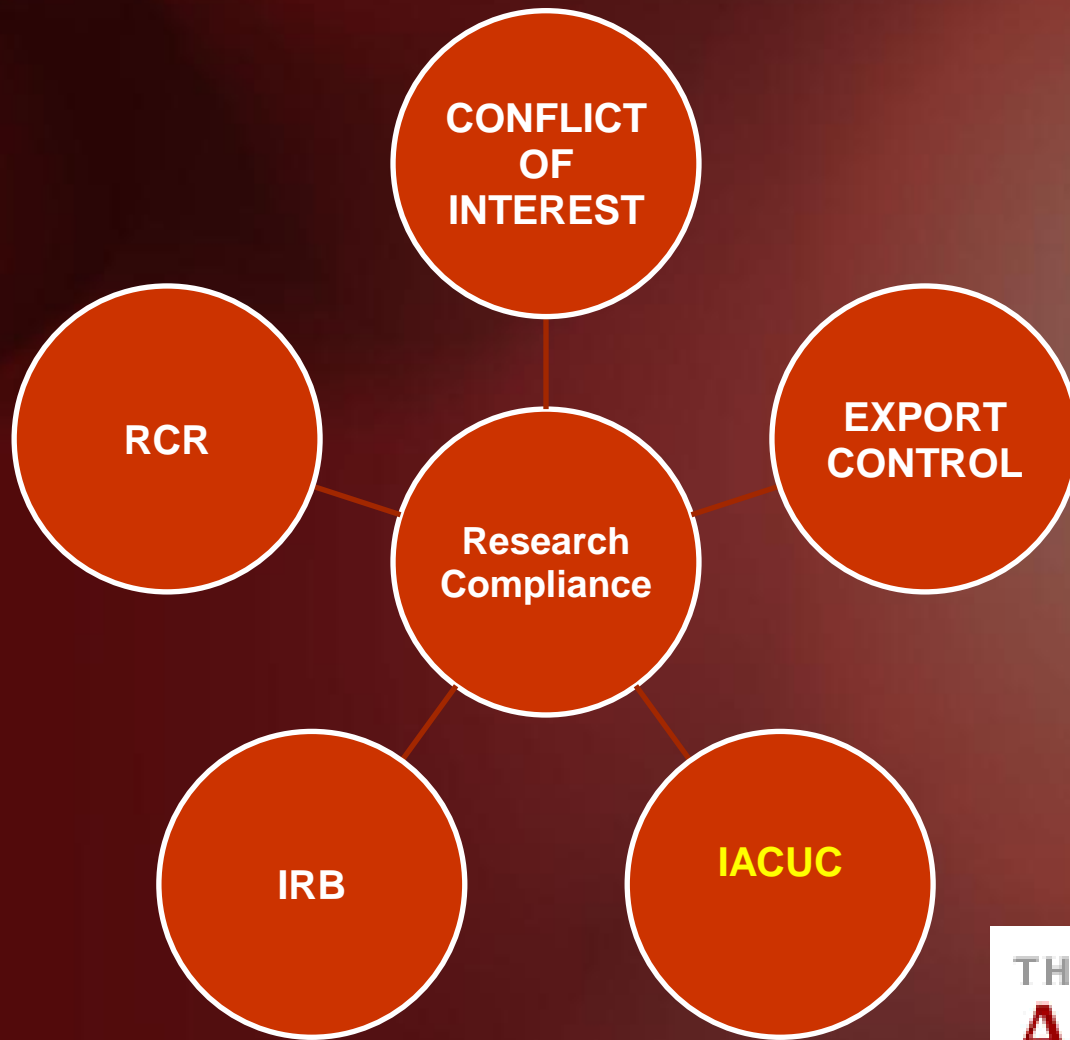 CONFLICT
OF
INTEREST
RCR
EXPORT
CONTROL
Research
Compliance
IRB
IACUC
TH
A